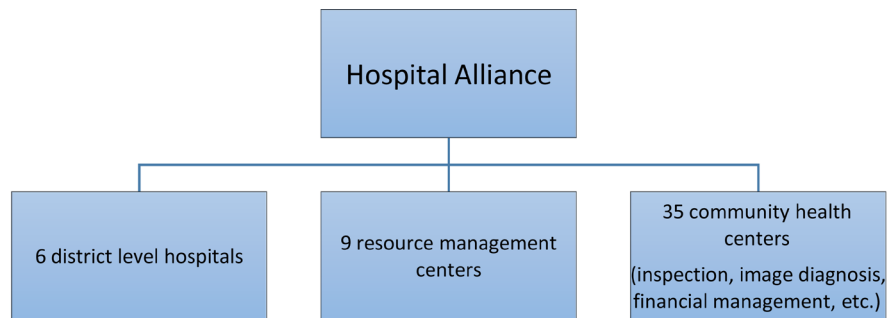 Hospital Alliance
6 district level hospitals
9 resource management
centers
35 community health
centers
(inspection, image diagnosis,
financial management, etc.)